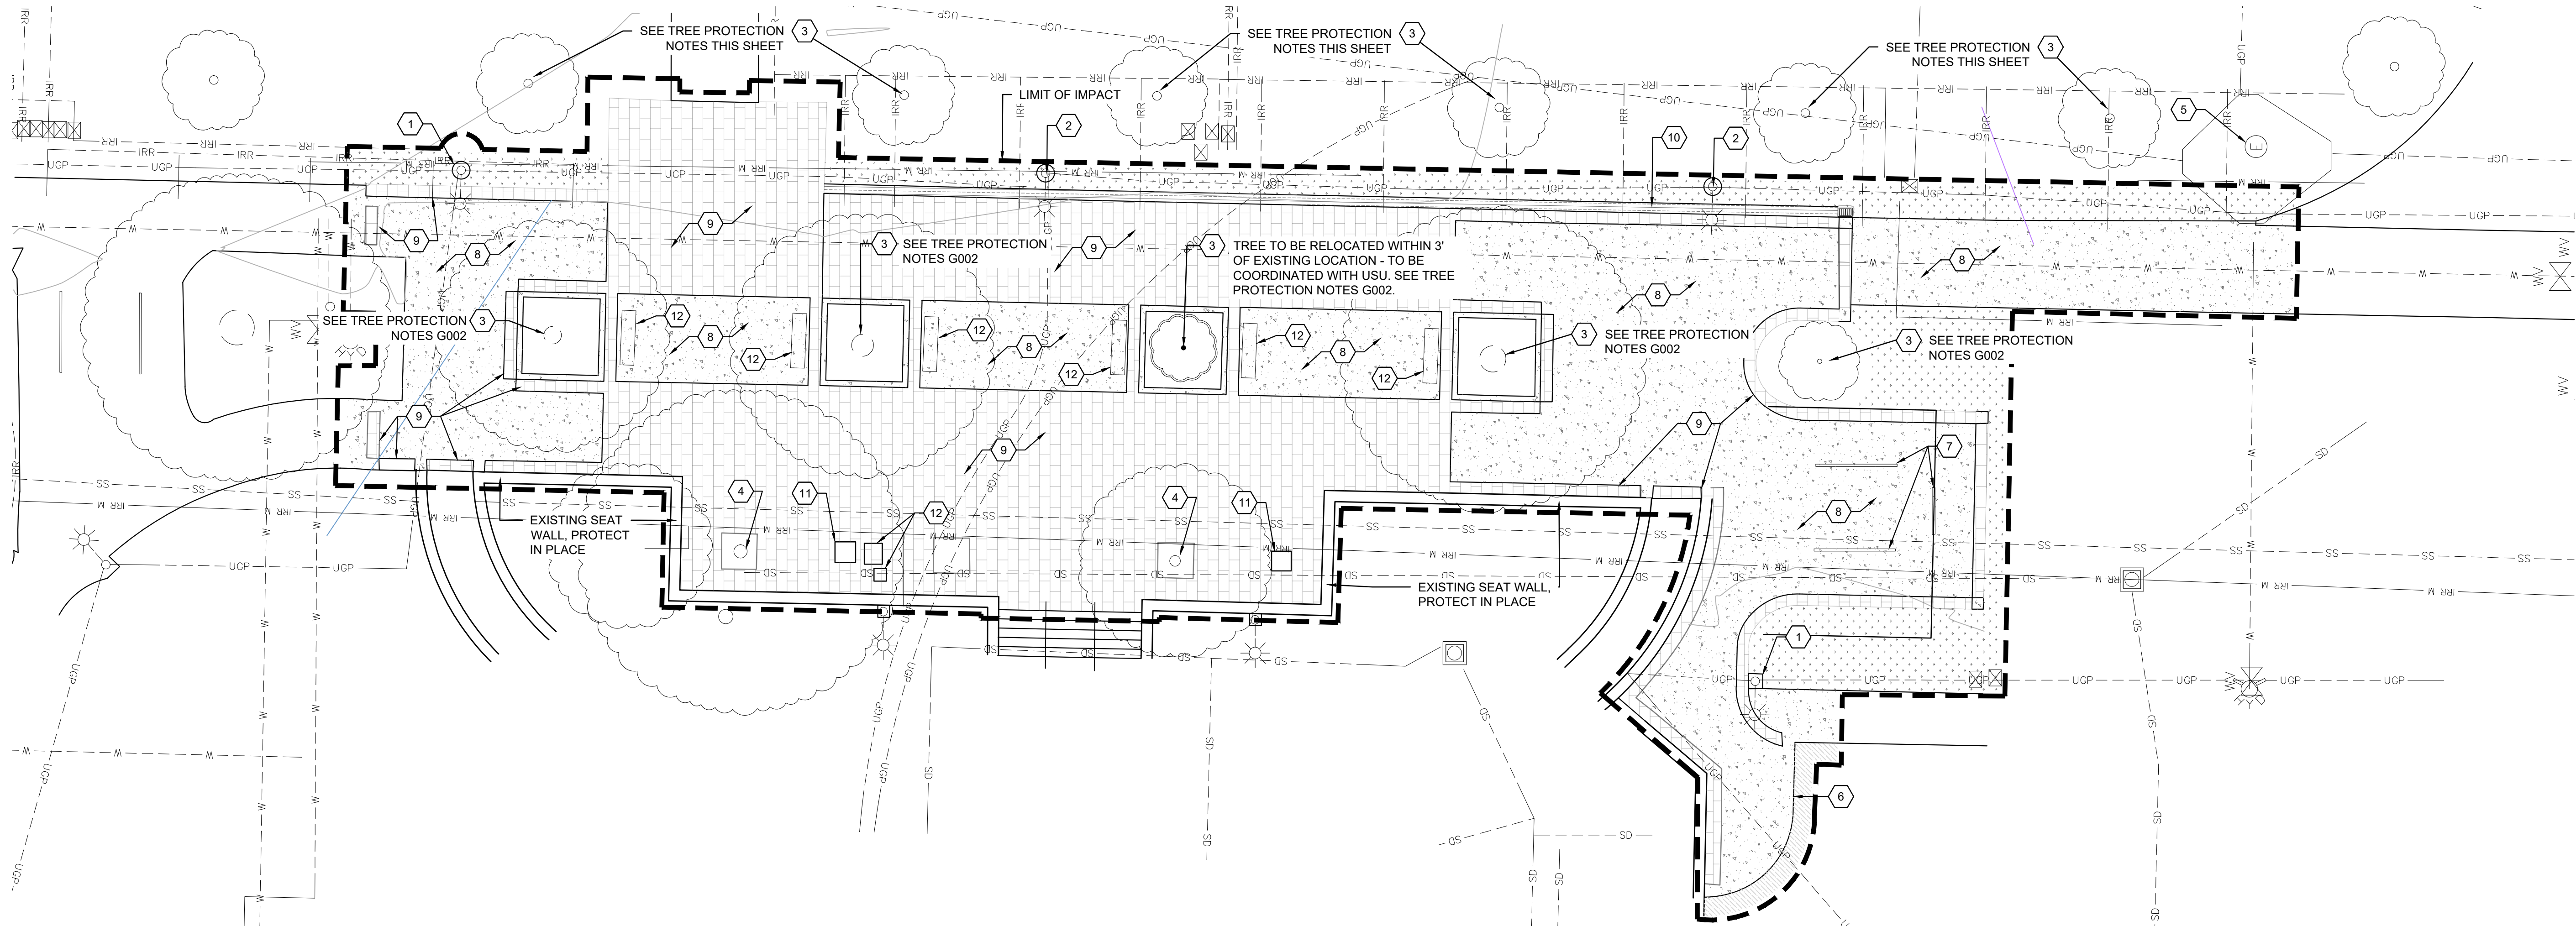 SEE TREE PROTECTION
NOTES THIS SHEET
3
SEE TREE PROTECTION
NOTES THIS SHEET
3
SEE TREE PROTECTION
NOTES THIS SHEET
3
LIMIT OF IMPACT
1
2
10
2
5
E
9
8
9
3
SEE TREE PROTECTION
NOTES G002
9
3
TREE TO BE RELOCATED WITHIN 3'
OF EXISTING LOCATION - TO BE
COORDINATED WITH USU. SEE TREE
PROTECTION NOTES G002.
8
8
SEE TREE PROTECTION
NOTES G002
3
12
8
12
12
8
12
12
8
12
3
SEE TREE PROTECTION
NOTES G002
3
SEE TREE PROTECTION
NOTES G002
9
9
9
7
4
11
12
4
11
8
EXISTING SEAT
WALL, PROTECT
IN PLACE
EXISTING SEAT WALL,
PROTECT IN PLACE
1
6
IRR
UGP
W
SS
IRR M
SD
WV